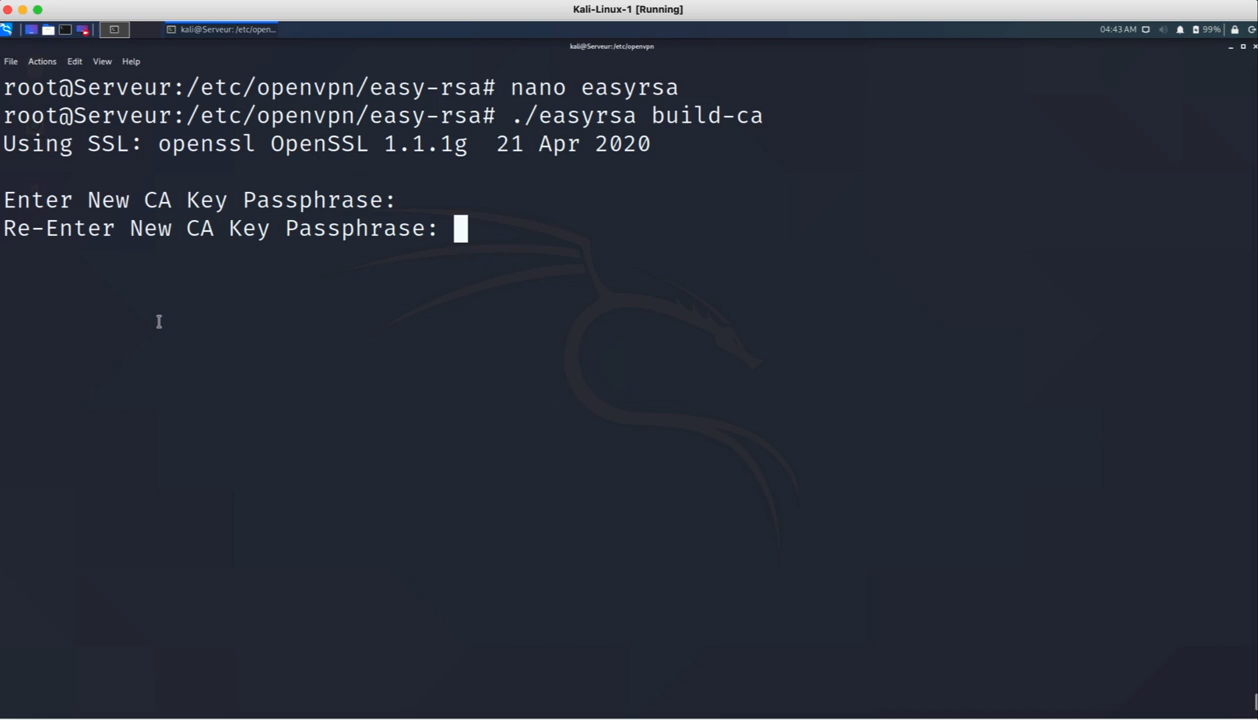 Kali-Linux-1 [Running]
kali@Serveur: /etc/open...
04:43 AM
99%
kali@Serveur:/etc/openvpn
File Actions Edit View Help
root@Serveur:/etc/openvpn/easy-rsa# nano easyrsa
root@Serveur:/etc/openvpn/easy-rsa# ./easyrsa build-ca
Using SSL: openssl OpenSSL 1.1.1g  21 Apr 2020
Enter New CA Key Passphrase:
Re-Enter New CA Key Passphrase: